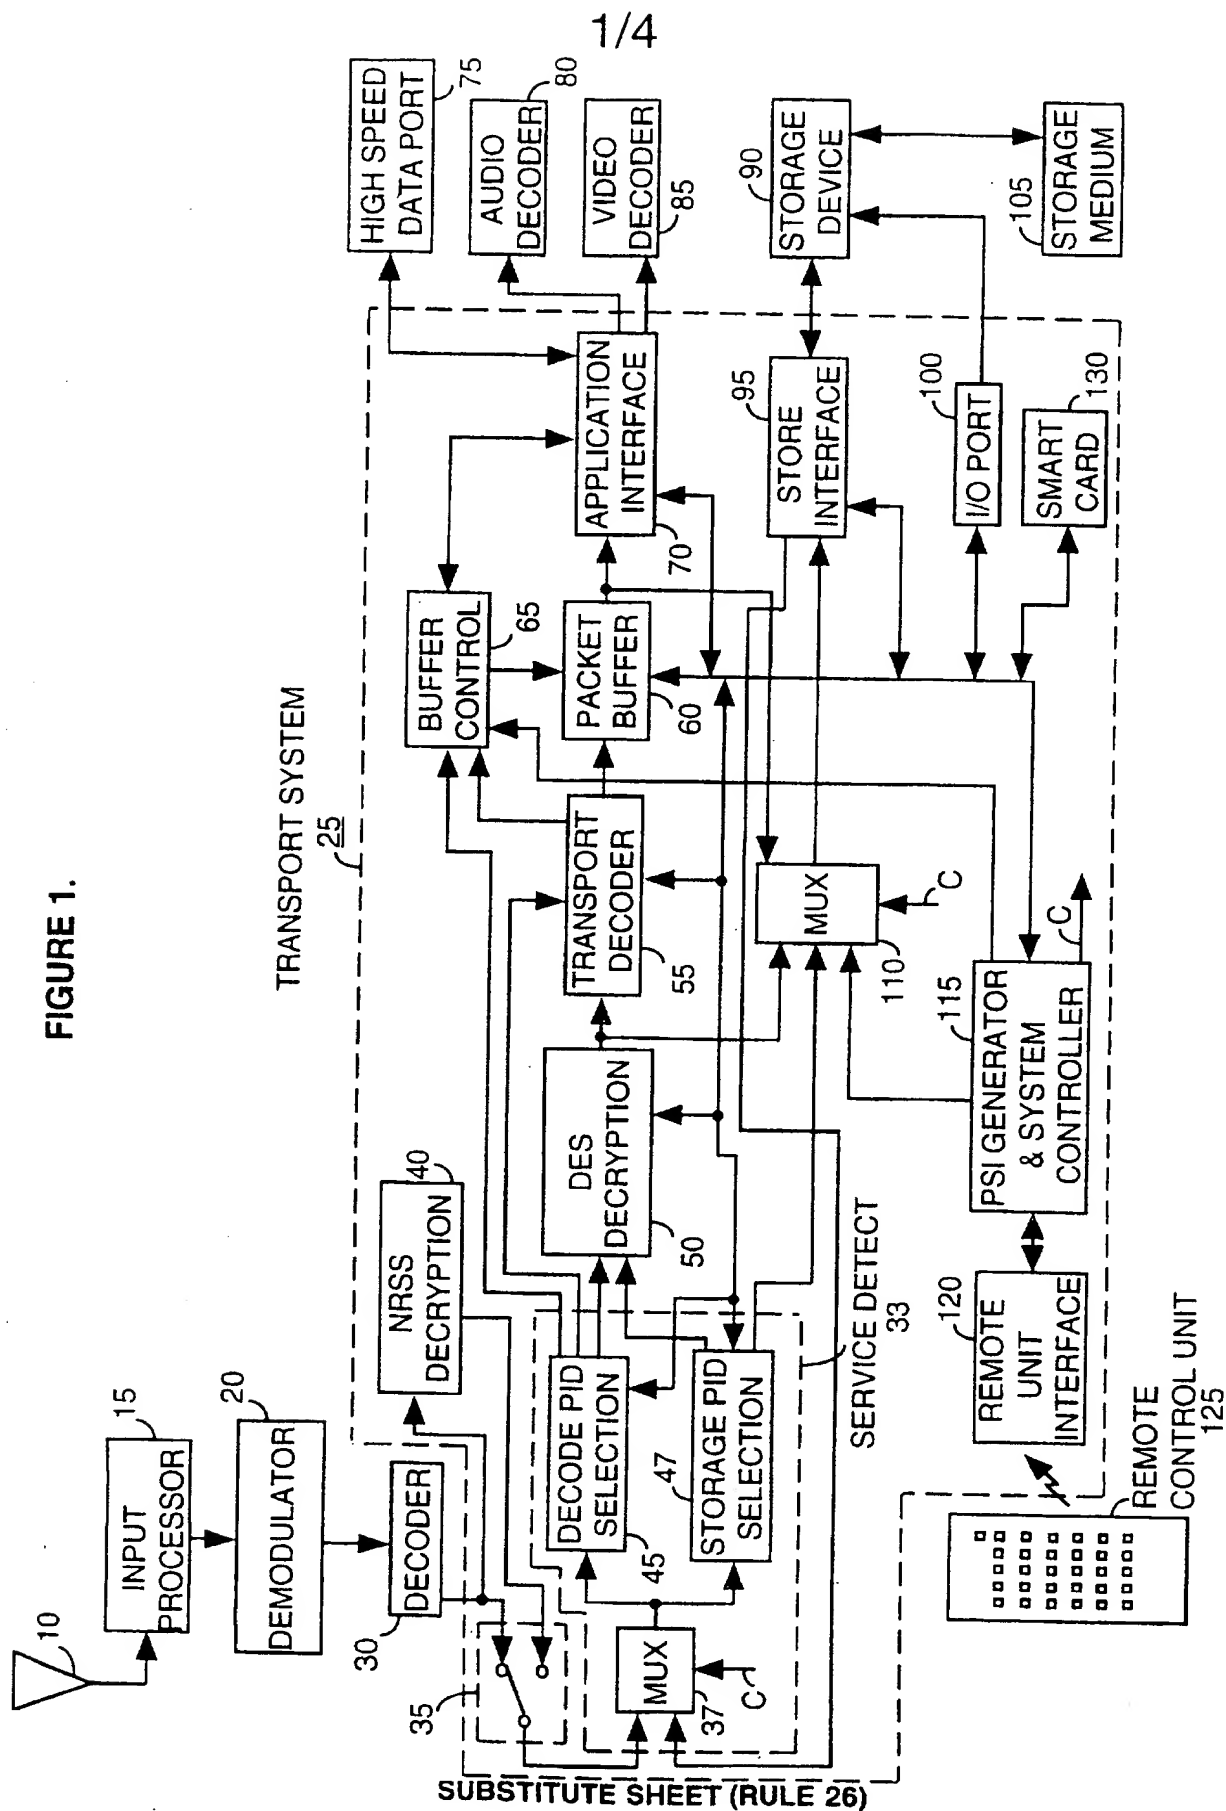 1/4
FIGURE 1.
TRANSPORT SYSTEM
25
10
INPUT
PROCESSOR
15
DEMODULATOR
20
DECODER
30
35
NRSS
DECRYPTION
40
MUX
37
C
DECODE PID
SELECTION
45
STORAGE PID
SELECTION
47
SERVICE DETECT
33
DES
DECRYPTION
50
TRANSPORT
DECODER
55
BUFFER
CONTROL
65
PACKET
BUFFER
60
APPLICATION
INTERFACE
70
HIGH SPEED
DATA PORT
75
AUDIO
DECODER
80
VIDEO
DECODER
85
STORAGE
DEVICE
90
STORE
INTERFACE
95
STORAGE
MEDIUM
105
I/O PORT
100
SMART
CARD
130
MUX
110
C
PSI GENERATOR
& SYSTEM
CONTROLLLER
115
C
REMOTE
UNIT
INTERFACE
120
REMOTE
CONTROL UNIT
125
SUBSTITUTE SHEET (RULE 26)